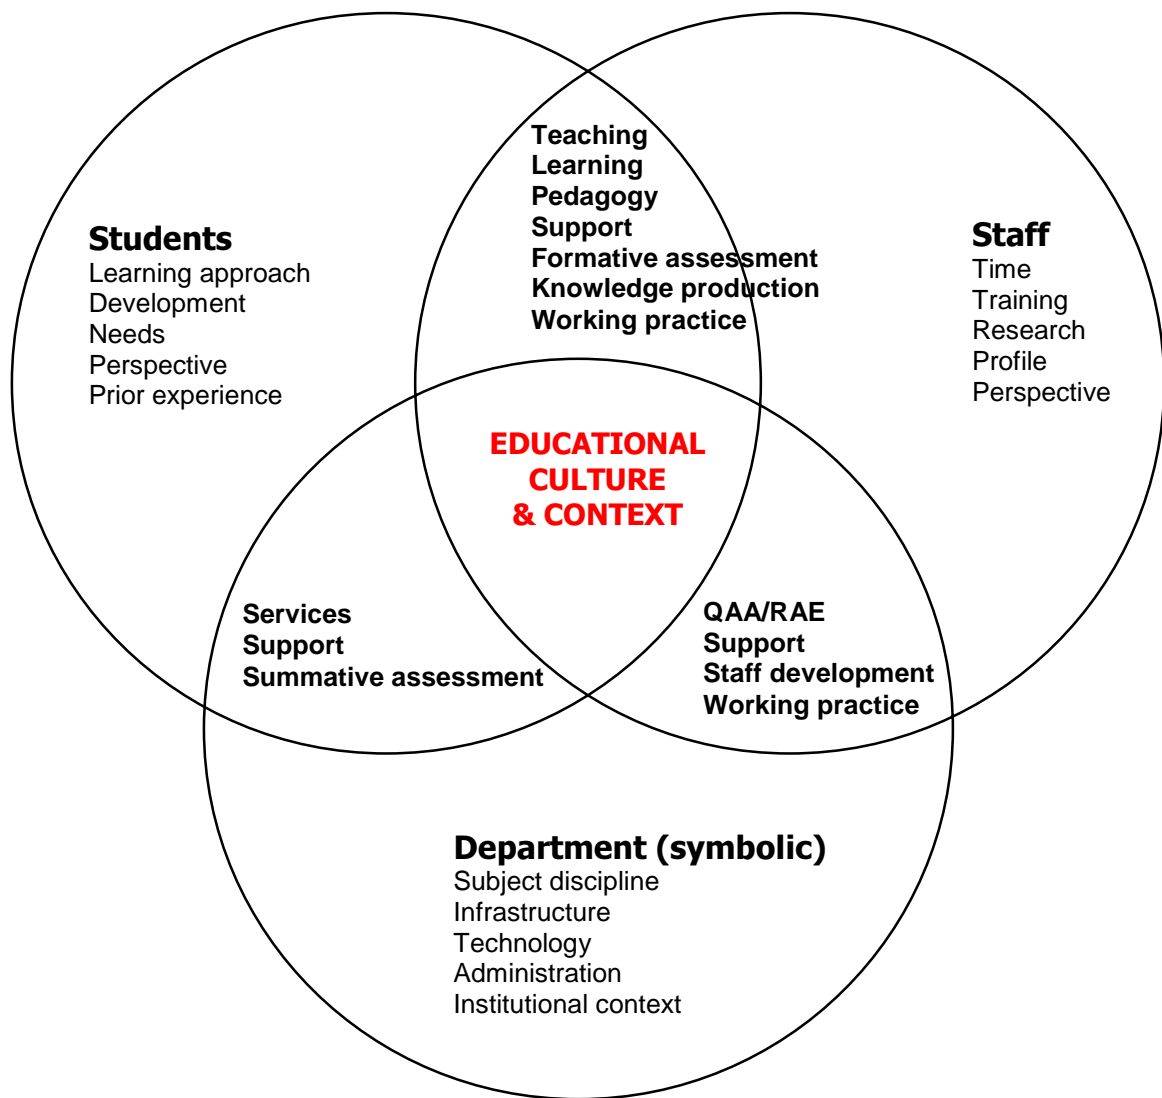 Teaching
Learning
Pedagogy
Support
Formative assessment
Knowledge production
Working practice
Students
Learning approach
Development
Needs
Perspective
Prior experience
Staff
Time
Training
Research
Profile
Perspective
EDUCATIONAL
CULTURE
& CONTEXT
Services
Support
Summative assessment
QAA/RAE
Support
Staff development
Working practice
Department (symbolic)
Subject discipline
Infrastructure
Technology
Administration
Institutional context